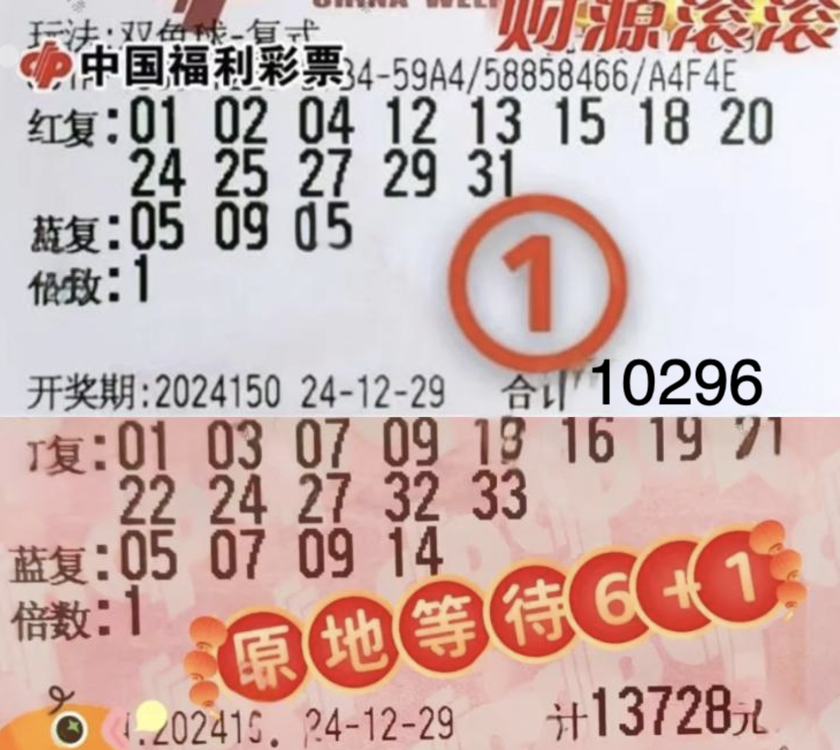 CHINA WELF
财源滚滚
玩法:双色球-复式
中国福利彩票
34-59A4/58858466/A4F4E
红复:01 02 04 12 13 15 18 20
24 25 27 29 31
蓝复:05 09 05
倍数:1
1
开奖期:2024150 24-12-29 合计 10296
复:01 03 07 09 16 19 21
22 24 27 32 33
蓝复:05 07 09 14
倍数:1
原地等待6+1
24-12-29 计13728元